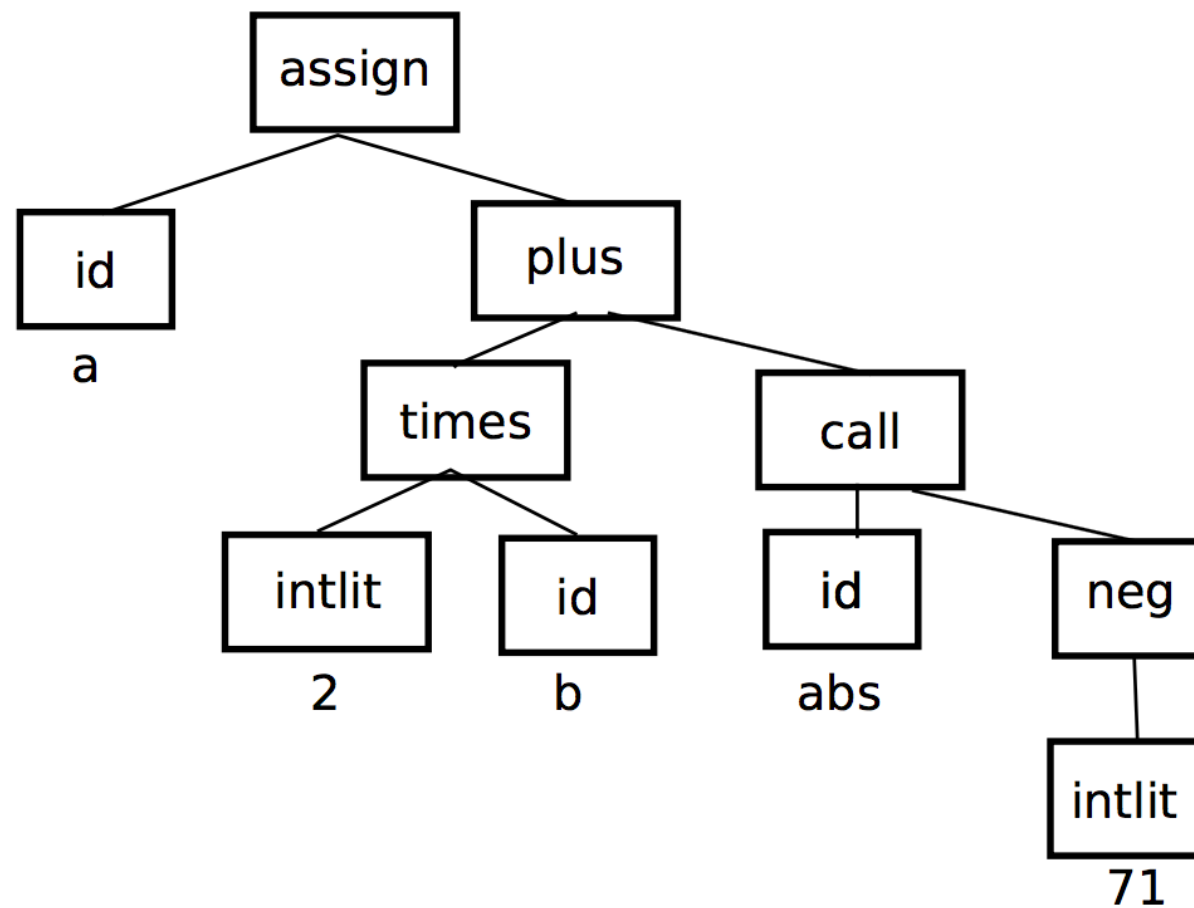 assign
id
plus
a
times
call
intlit
id
id
neg
2
b
abs
intlit
71